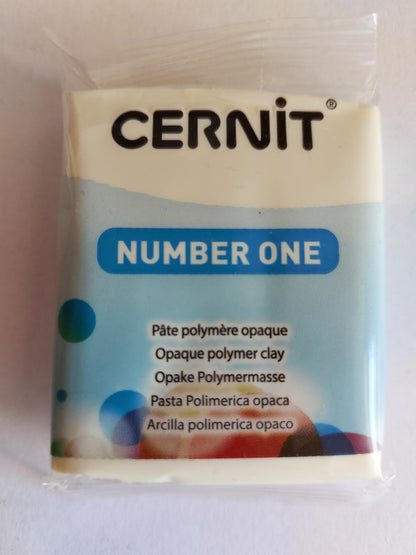 CERNiT®
NUMBER ONE
Pâte polymère opaque
Opaque polymer clay
Opake Polymermasse
Pasta Polimerica opaca
Arcilla polimerica opaco